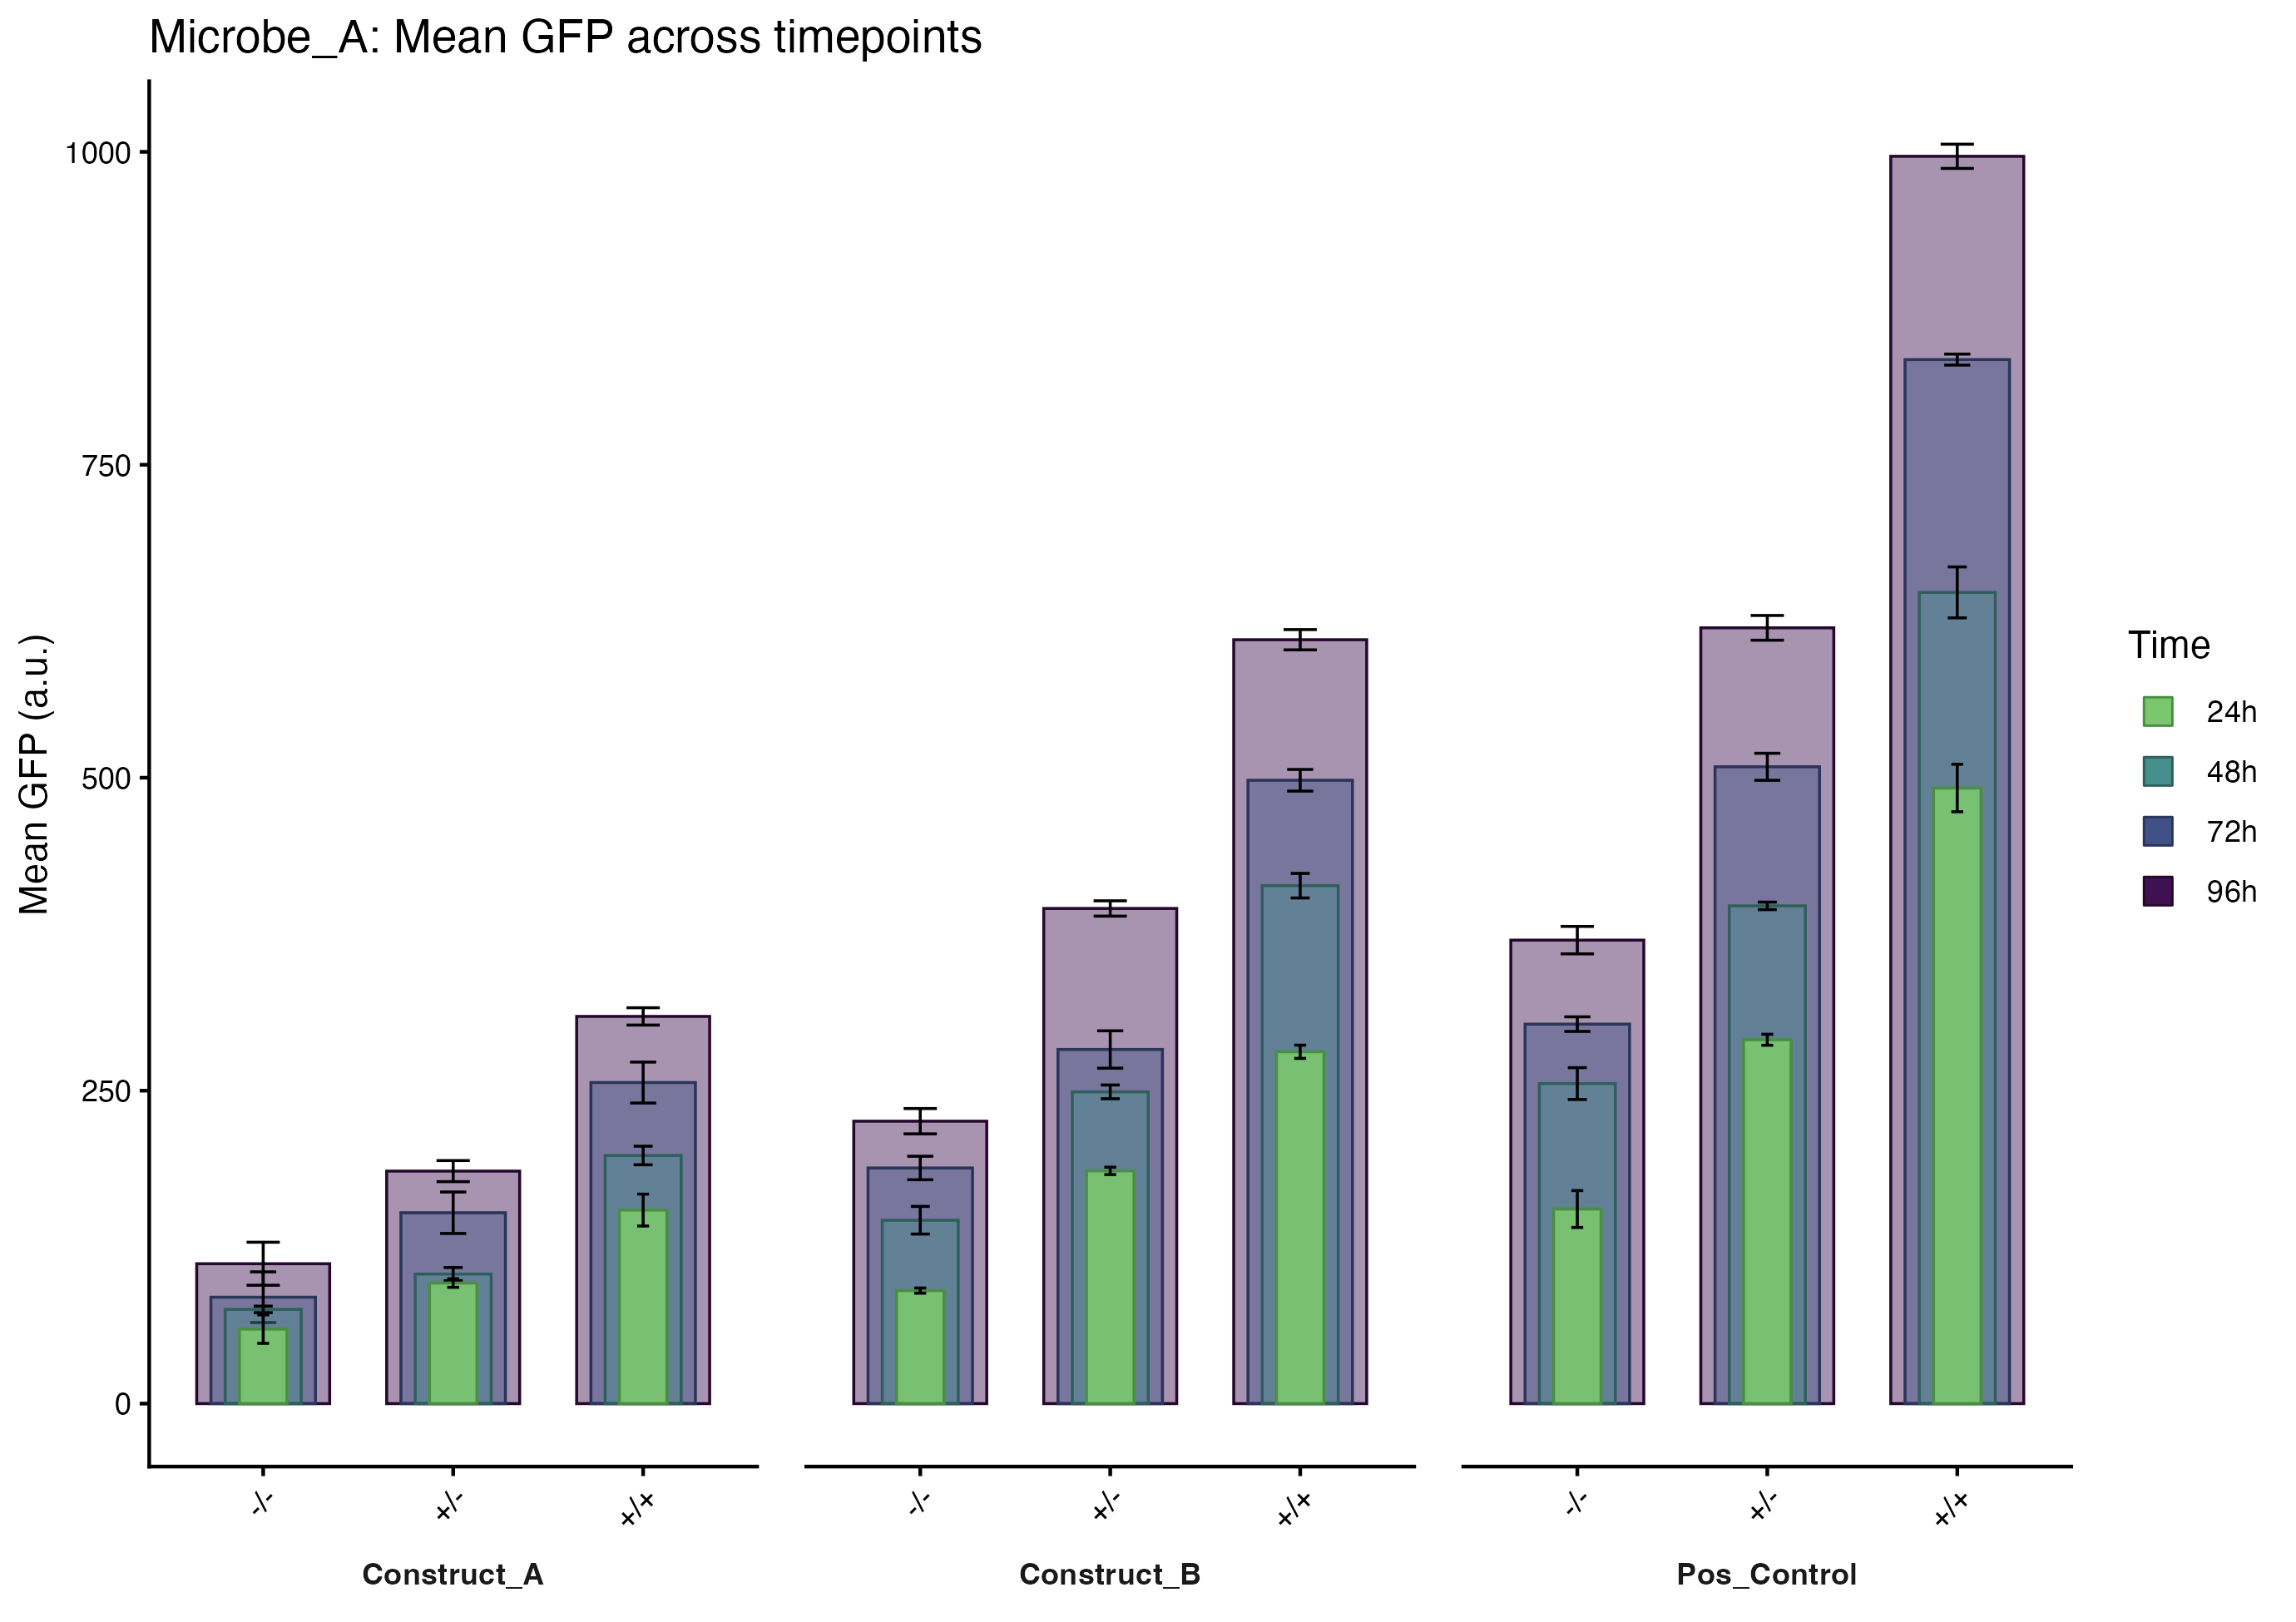 Microbe_A: Mean GFP across timepoints
Mean GFP (a.u.)
1000
750
500
250
0
-/-
+/-
+/+
-/-
+/-
+/+
-/-
+/-
+/+
Construct_A
Construct_B
Pos_Control
Time
24h
48h
72h
96h